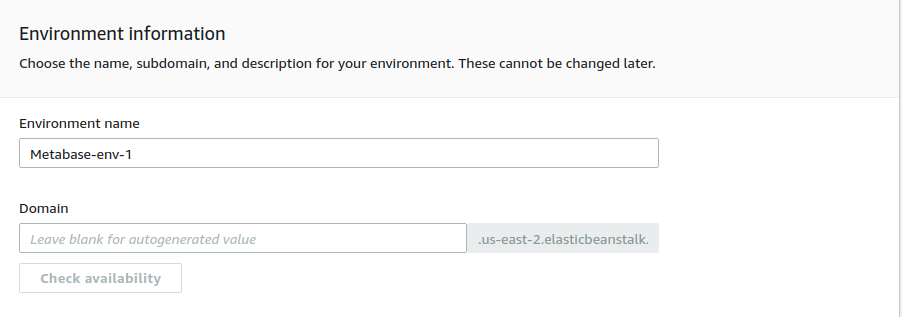 Environment information
Choose the name, subdomain, and description for your environment. These cannot be changed later.
Environment name
Metabase-env-1
Domain
Leave blank for autogenerated value
.us-east-2.elasticbeanstalk.
Check availability